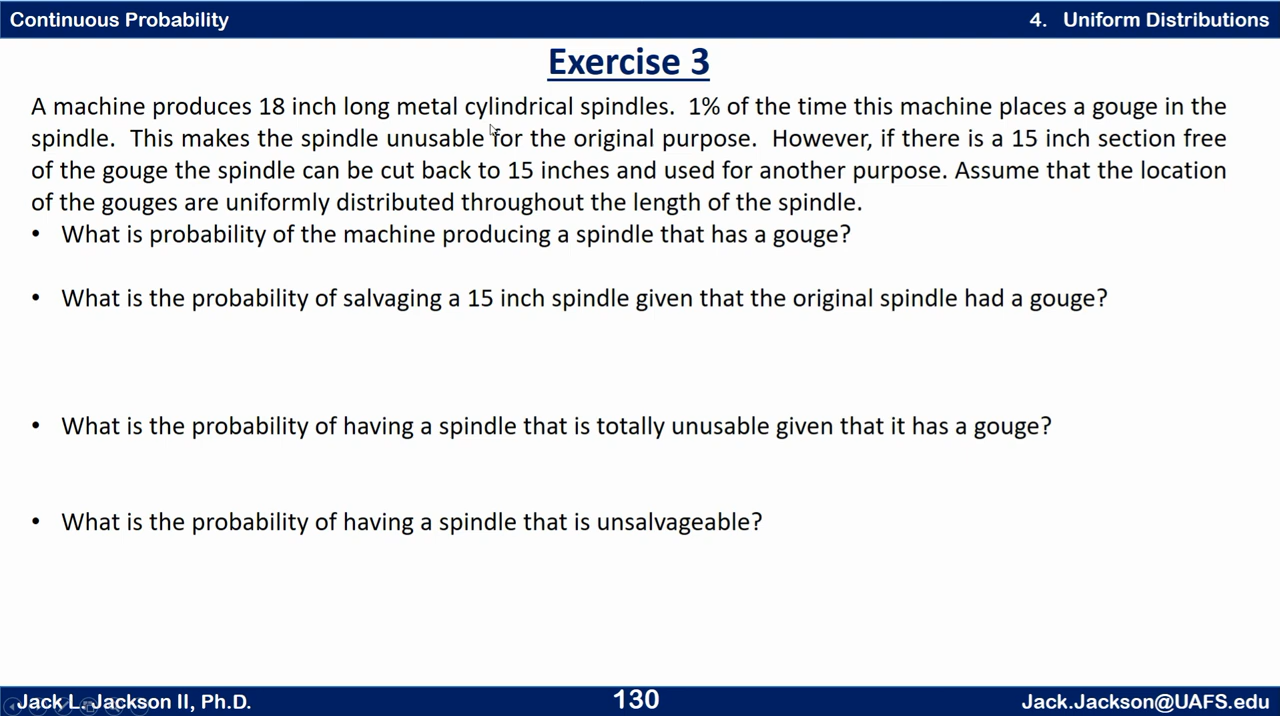 Continuous Probability
4. Uniform Distributions
Exercise 3
A machine produces 18 inch long metal cylindrical spindles. 1% of the time this machine places a gouge in the
spindle. This makes the spindle unusable for the original purpose. However, if there is a 15 inch section free
of the gouge the spindle can be cut back to 15 inches and used for another purpose. Assume that the location
of the gouges are uniformly distributed throughout the length of the spindle.
• What is probability of the machine producing a spindle that has a gouge?
• What is the probability of salvaging a 15 inch spindle given that the original spindle had a gouge?
• What is the probability of having a spindle that is totally unusable given that it has a gouge?
• What is the probability of having a spindle that is unsalvageable?
Jack L. Jackson II, Ph.D.
130
Jack.Jackson@UAFS.edu